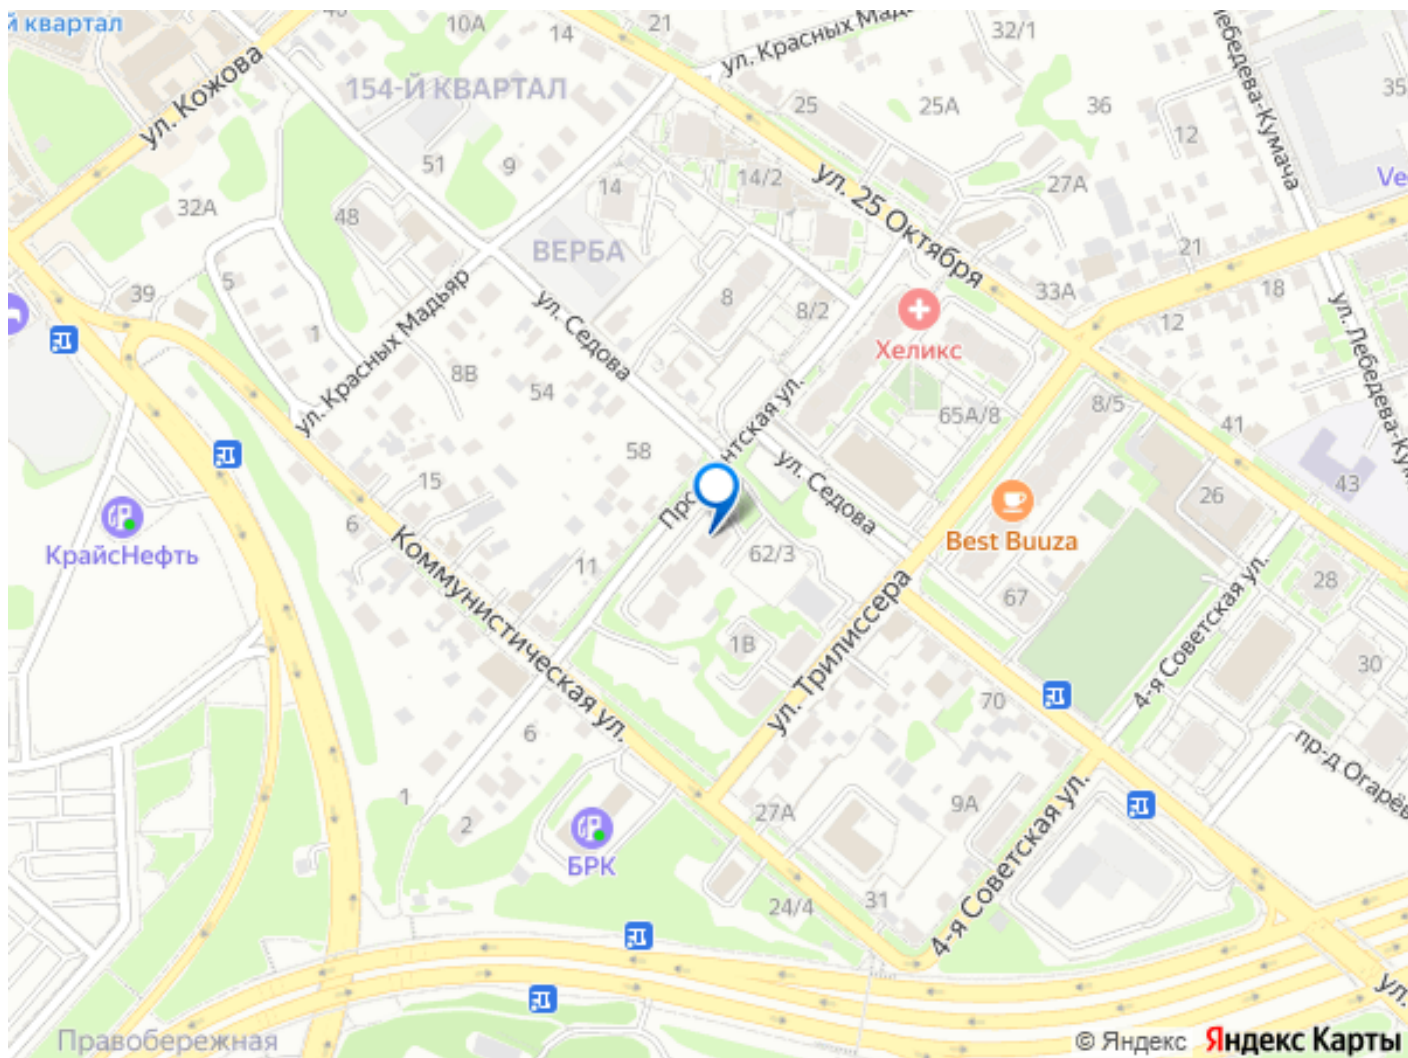 й квартал
10А
14
21
ул. Красных Мадь
32/1
ул. Кожова
154-Й КВАРТАЛ
25
25А
36
35
12
Лебедева-Кумача
51
9
14
14/2
ул. 25 Октября
27А
Ve
32А
48
ВЕРБА
21
5
39
8
8/2
33А
18
12
1
ул. Красных Мадьяр
ул. Седова
Хеликс
ул. Лебедева-Ку
8В
54
65А/8
8/5
41
58
ул. Седова
15
43
26
6
КрайсНефть
Best Buuza
62/3
11
28
67
Коммунистическая ул.
1В
ул. Трилиссера
4-я Советская ул.
30
70
6
пр-д Огарёв
1
2
27А
9А
БРК
4-я Советская ул.
24/4
31
ул.
Правобережная
© Яндекс Яндекс Карты